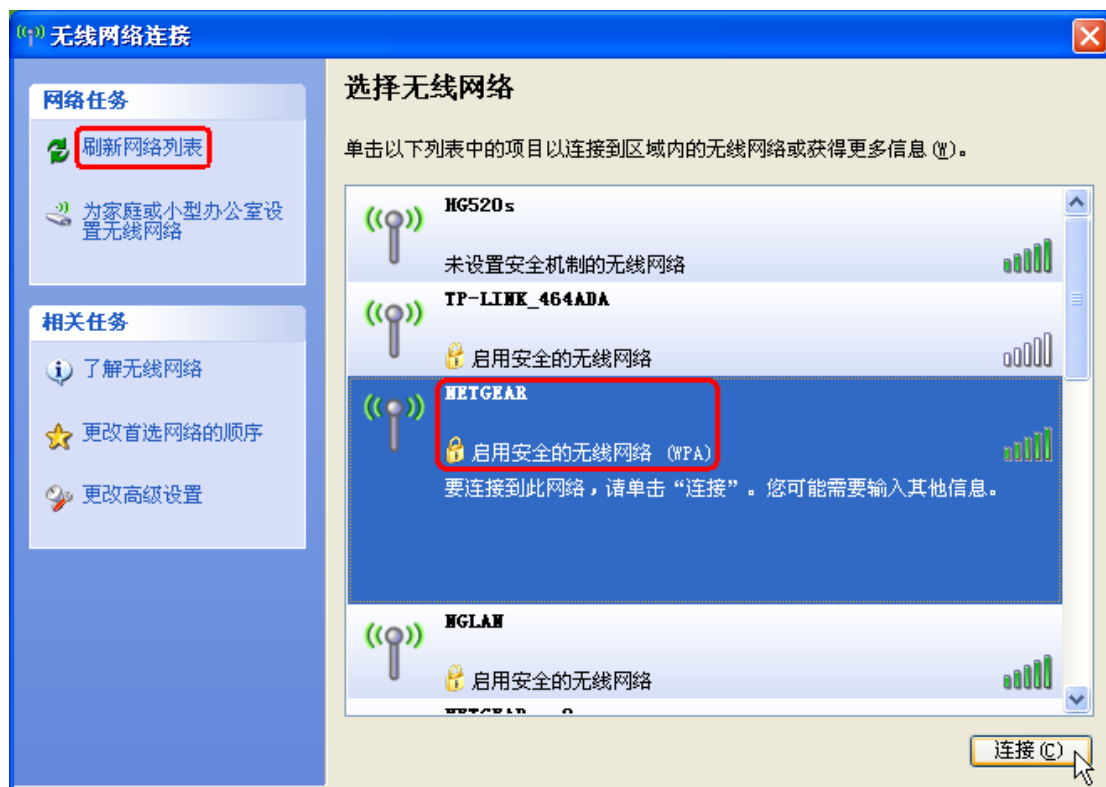 无线网络连接
网络任务
刷新网络列表
为家庭或小型办公室设
置无线网络
相关任务
了解无线网络
更改首选网络的顺序
更改高级设置
选择无线网络
单击以下列表中的项目以连接到区域内的无线网络或获得更多信息(W)。
HG520s
未设置安全机制的无线网络
TP-LINK_464ADA
启用安全的无线网络
NETGEAR
启用安全的无线网络 (WPA)
要连接到此网络,请单击“连接”。您可能需要输入其他信息。
NGLAN
启用安全的无线网络
连接(C)